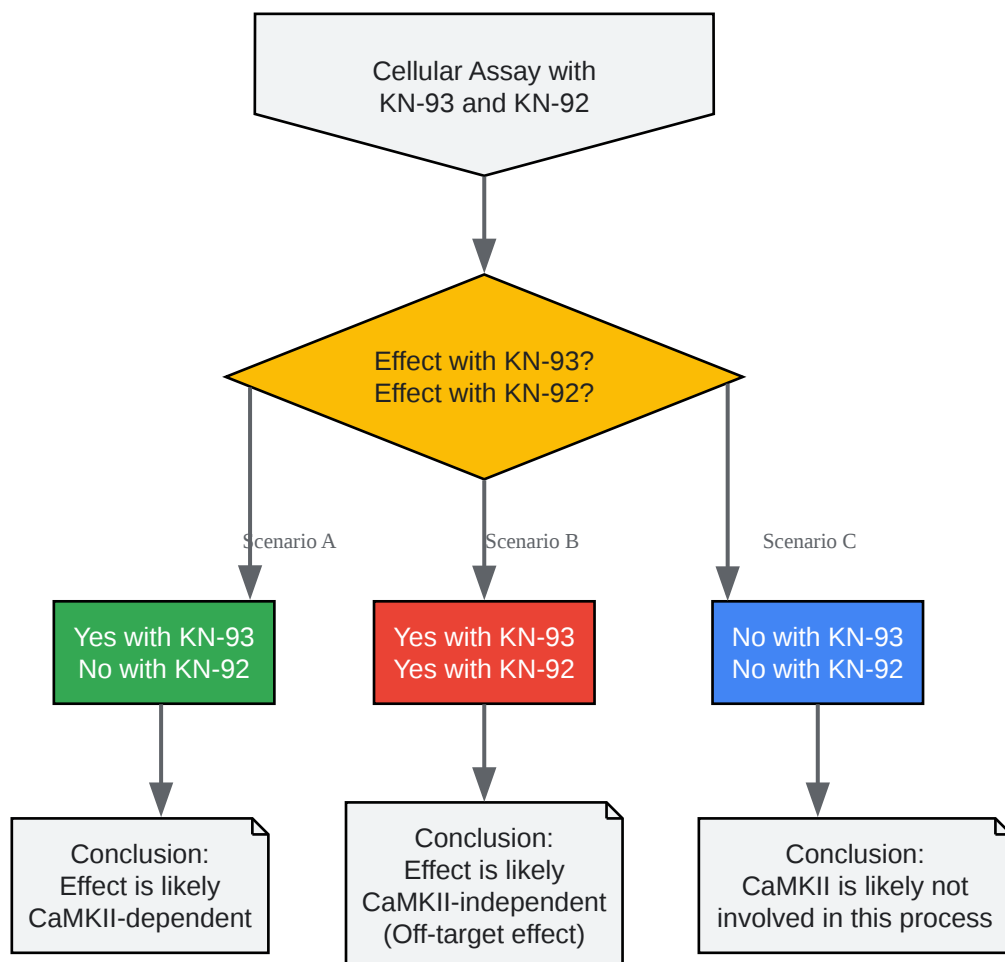 Cellular Assay with
KN-93 and KN-92
Effect with KN-93?
Effect with KN-92?
Scenario A
Scenario B
Scenario C
Yes with KN-93
No with KN-92
Yes with KN-93
Yes with KN-92
No with KN-93
No with KN-92
Conclusion:
Effect is likely
CaMKII-dependent
Conclusion:
Effect is likely
CaMKII-independent
(Off-target effect)
Conclusion:
CaMKII is likely not
involved in this process